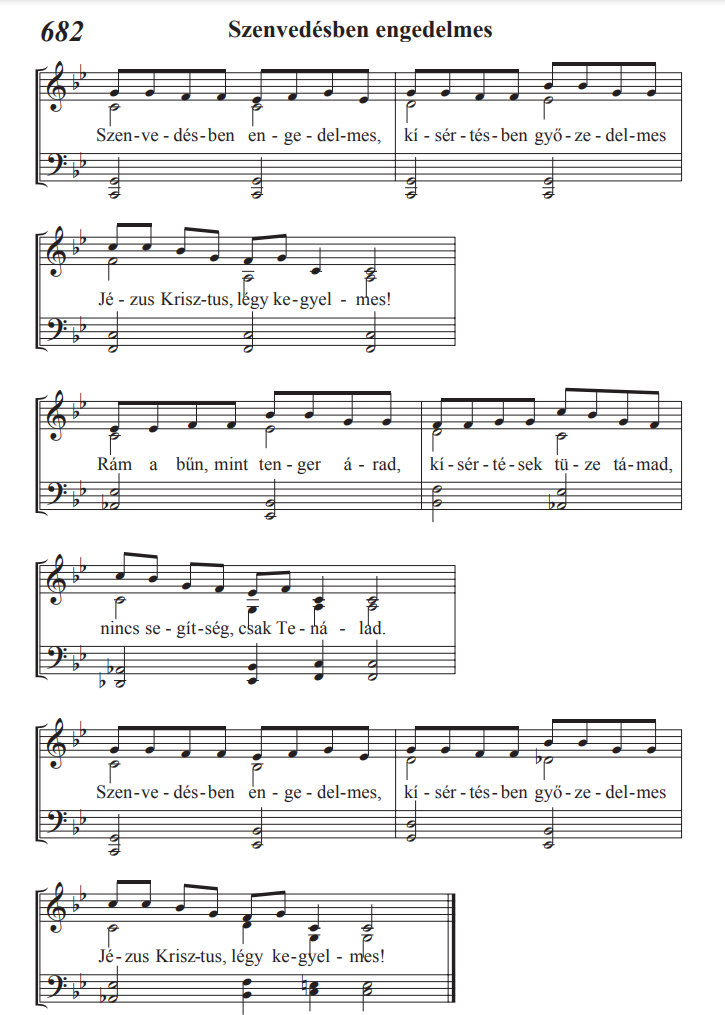 682 Szenvedésben engedelmes
Szen-ve-dés-ben en-ge-del-mes, kí-sér-tés-ben győ-ze-del-mes
Jé-zus Krisz-tus, légy ke-gyel-mes!
Rám a bűn, mint ten-ger á-rad, kí-sér-té-sek tü-ze tá-mad,
nincs se-gít-ség, csak Te-ná-lad.
Szen-ve-dés-ben en-ge-del-mes, kí-sér-tés-ben győ-ze-del-mes
Jé-zus Krisz-tus, légy ke-gyel-mes!